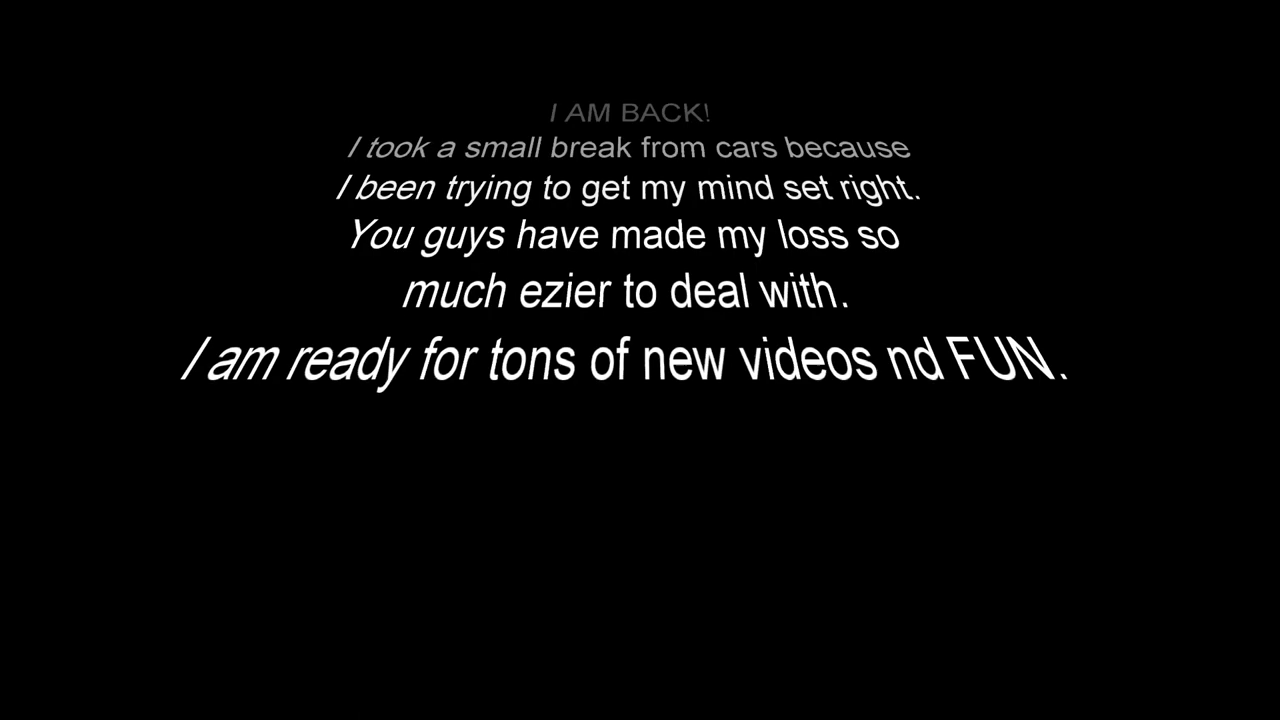 I AM BACK!
I took a small break from cars because
I been trying to get my mind set right.
You guys have made my loss so
much ezier to deal with.
I am ready for tons of new videos nd FUN.